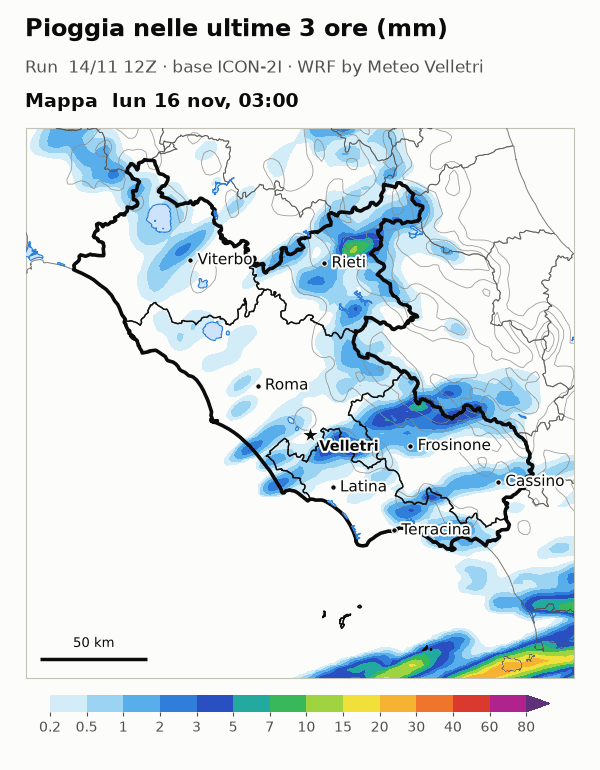 Pioggia nelle ultime 3 ore (mm)
Run  14/11 12Z · base ICON-2I · WRF by Meteo Velletri
Mappa  lun 16 nov, 03:00
Viterbo
Rieti
Roma
Velletri
Frosinone
Latina
Cassino
Terracina
50 km
0.2 0.5 1 2 3 5 7 10 15 20 30 40 60 80